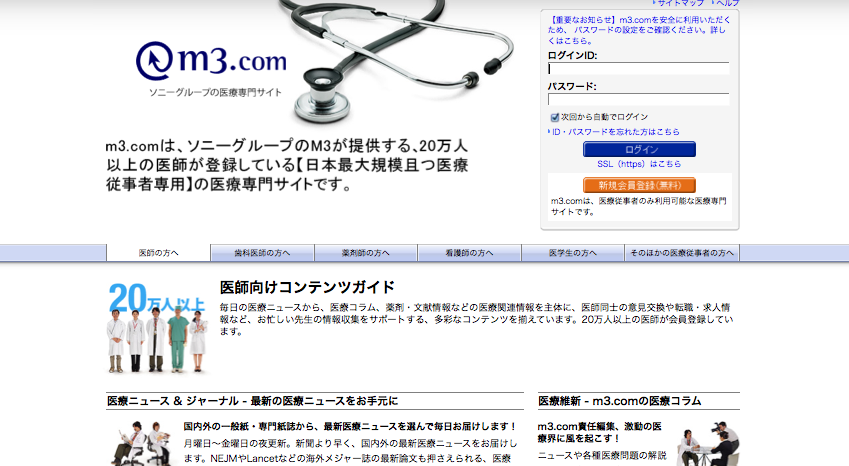 サイトマップ ヘルプ
m3.com
ソニーグループの医療専門サイト
m3.comは、ソニーグループのM3が提供する、20万人
以上の医師が登録している【日本最大規模且つ医療
従事者専用】の医療専門サイトです。
【重要なお知らせ】m3.comを安全に利用いただく
ため、 パスワードの設定をご確認ください。詳し
くはこちら。
ログインID:
パスワード:
次回から自動でログイン
ID・パスワードを忘れた方はこちら
ログイン
SSL（https）はこちら
新規会員登録(無料)
m3.comは、医療従事者のみ利用可能な医療専門
サイトです。
医師の方へ 歯科医師の方へ 薬剤師の方へ 看護師の方へ 医学生の方へ そのほかの医療従事者の方へ
20万人以上
医師向けコンテンツガイド
毎日の医療ニュースから、医療コラム、薬剤・文献情報などの医療関連情報を主体に、医師同士の意見交換や転職・求人情
報など、お忙しい先生の情報収集をサポートする、多彩なコンテンツを揃えています。20万人以上の医師が会員登録してい
ます。
医療ニュース & ジャーナル - 最新の医療ニュースをお手元に
国内外の一般紙・専門紙誌から、最新医療ニュースを選んで毎日お届けします！
月曜日〜金曜日の夜更新。新聞より早く、国内外の最新医療ニュースをお届けし
ます。NEJMやLancetなどの海外メジャー誌の最新論文も押さえられる、医療
医療維新 - m3.comの医療コラム
m3.com責任編集、激動の医
療界に風を起こす！
ニュースや各種医療問題の解説